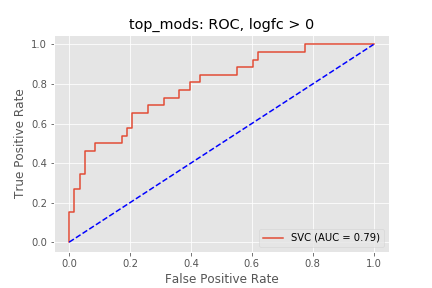 top_mods: ROC, logfc > 0
True Positive Rate
1.0
0.8
0.6
0.4
0.2
0.0
SVC (AUC = 0.79)
0.0 0.2 0.4 0.6 0.8 1.0
False Positive Rate